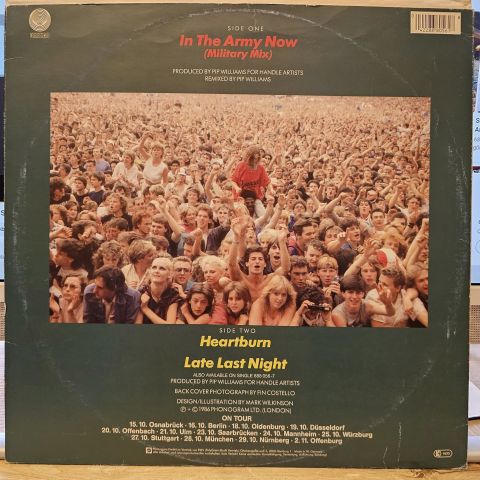 SIDE ONE
In The Army Now
(Military Mix)
PRODUCED BY PIP WILLIAMS FOR HANDLE ARTISTS
REMIXED BY PIP WILLIAMS
SIDE TWO
Heartburn
Late Last Night
ALSO AVAILABLE ON SINGLE 888 056-7
PRODUCED BY PIP WILLIAMS FOR HANDLE ARTISTS
BACK COVER PHOTOGRAPH BY FIN COSTELLO
DESIGN/ILLUSTRATION BY MARK WILKINSON
℗ - © 1986 PHONOGRAM LTD. (LONDON)
ON TOUR
15. 10. Osnabrück · 16. 10. Berlin · 18. 10. Oldenburg · 19. 10. Düsseldorf
20. 10. Offenbach · 21. 10. Ulm · 23. 10. Saarbrücken · 24. 10. Mannheim · 25. 10. Würzburg
27. 10. Stuttgart · 28. 10. München · 29. 10. Nürnberg · 2. 11. Offenburg